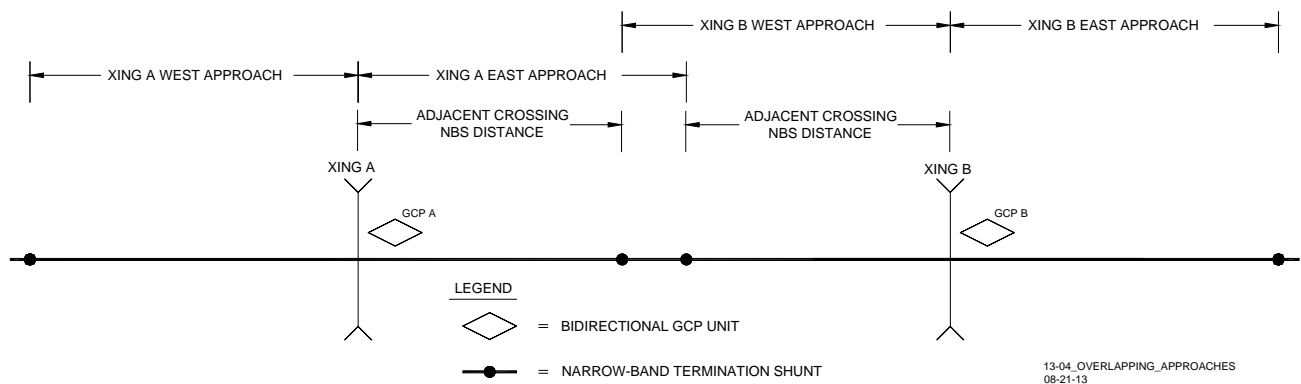 XING B WEST APPROACH
XING B EAST APPROACH
XING A WEST APPROACH
XING A EAST APPROACH
ADJACENT CROSSING
NBS DISTANCE
ADJACENT CROSSING
NBS DISTANCE
XING A
XING B
GCP A
GCP B
LEGEND
= BIDIRECTIONAL GCP UNIT
= NARROW-BAND TERMINATION SHUNT
13-04_OVERLAPPING_APPROACHES
08-21-13